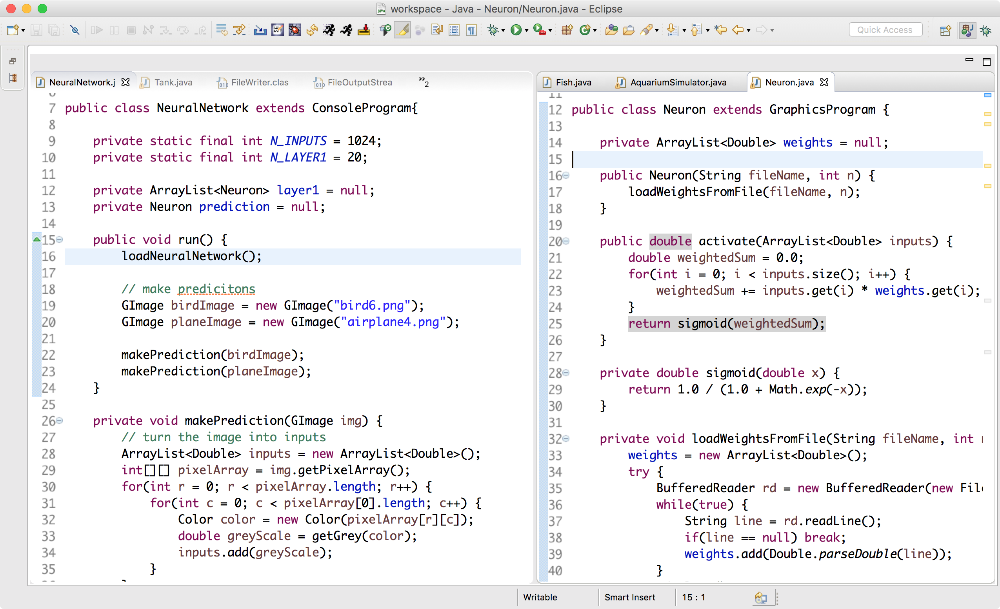 workspace - Java - Neuron/Neuron.java - Eclipse
Quick Access
NeuralNetwork.j
Tank.java
FileWriter.clas
FileOutputStrea
»2
7 public class NeuralNetwork extends ConsoleProgram{
8
9 private static final int N_INPUTS = 1024;
10 private static final int N_LAYER1 = 20;
11
12 private ArrayList<Neuron> layer1 = null;
13 private Neuron prediction = null;
14
15 public void run() {
16 loadNeuralNetwork();
17
18 // make predicitons
19 GImage birdImage = new GImage("bird6.png");
20 GImage planeImage = new GImage("airplane4.png");
21
22 makePrediction(birdImage);
23 makePrediction(planeImage);
24 }
25
26 private void makePrediction(GImage img) {
27 // turn the image into inputs
28 ArrayList<Double> inputs = new ArrayList<Double>();
29 int[][] pixelArray = img.getPixelArray();
30 for(int r = 0; r < pixelArray.length; r++) {
31 for(int c = 0; c < pixelArray[0].length; c++) {
32 Color color = new Color(pixelArray[r][c]);
33 double greyScale = getGrey(color);
34 inputs.add(greyScale);
35 }
Fish.java
AquariumSimulator.java
Neuron.java
11
12 public class Neuron extends GraphicsProgram {
13
14 private ArrayList<Double> weights = null;
15
16 public Neuron(String fileName, int n) {
17 loadWeightsFromFile(fileName, n);
18 }
19
20 public double activate(ArrayList<Double> inputs) {
21 double weightedSum = 0.0;
22 for(int i = 0; i < inputs.size(); i++) {
23 weightedSum += inputs.get(i) * weights.get(i);
24 }
25 return sigmoid(weightedSum);
26 }
27
28 private double sigmoid(double x) {
29 return 1.0 / (1.0 + Math.exp(-x));
30 }
31
32 private void loadWeightsFromFile(String fileName, int
33 weights = new ArrayList<Double>();
34 try {
35 BufferedReader rd = new BufferedReader(new Fil
36 while(true) {
37 String line = rd.readLine();
38 if(line == null) break;
39 weights.add(Double.parseDouble(line));
40 }
Writable
Smart Insert
15 : 1